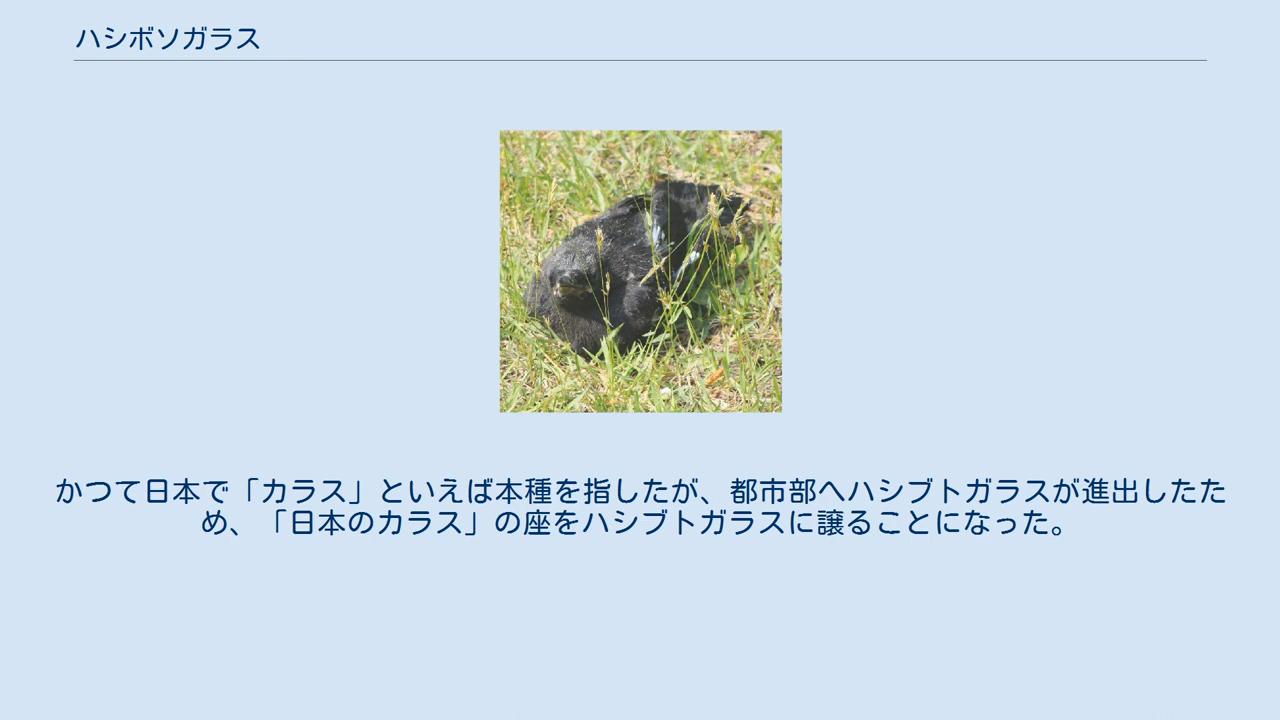 ハシボソガラス
かつて日本で「カラス」といえば本種を指したが、都市部へハシブトガラスが進出したた
め、「日本のカラス」の座をハシブトガラスに譲ることになった。